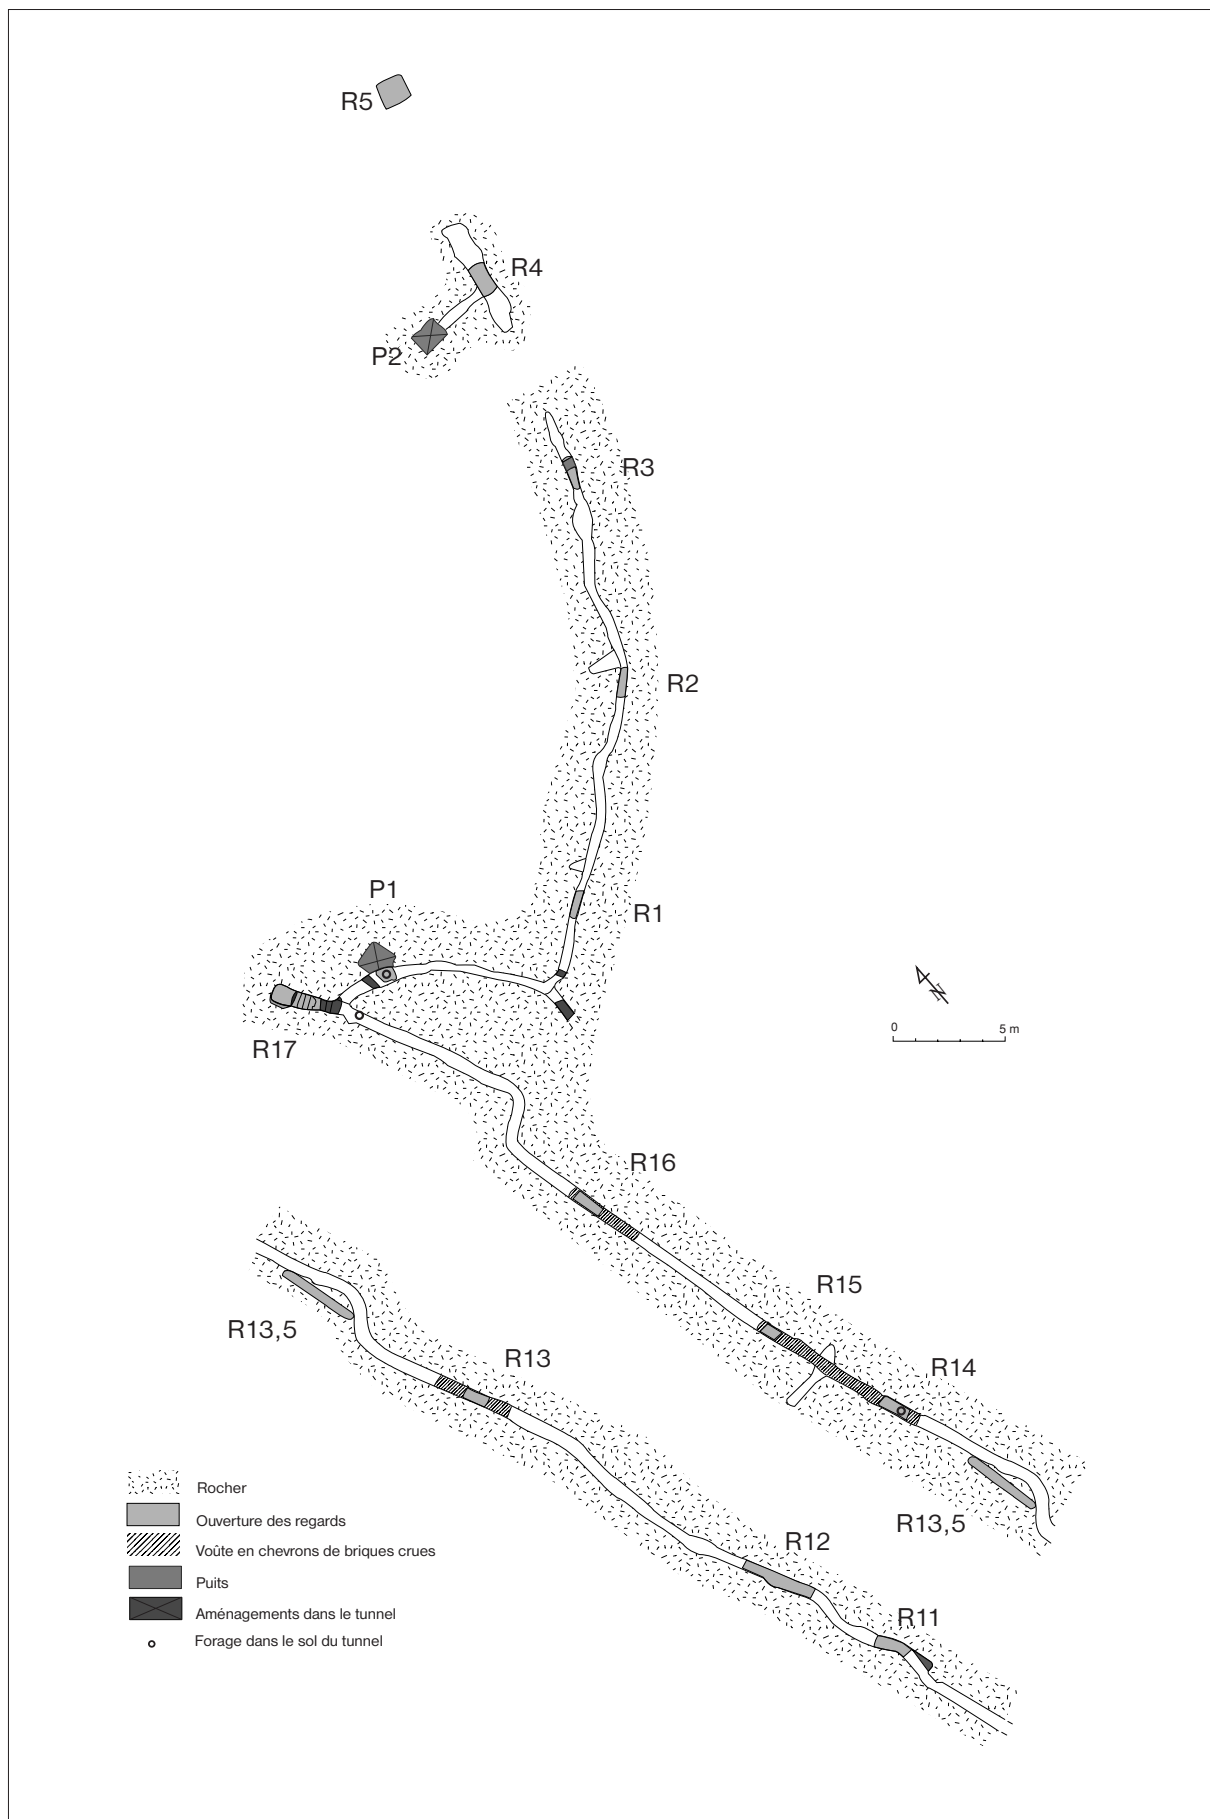 R5
R4
P2
R3
R2
P1
R1
N
0 5 m
R17
R16
R15
R13,5
R13
R14
R13,5
R12
R11
Rocher
Ouverture des regards
Voûte en chevrons de briques crues
Puits
Aménagements dans le tunnel
Forage dans le sol du tunnel